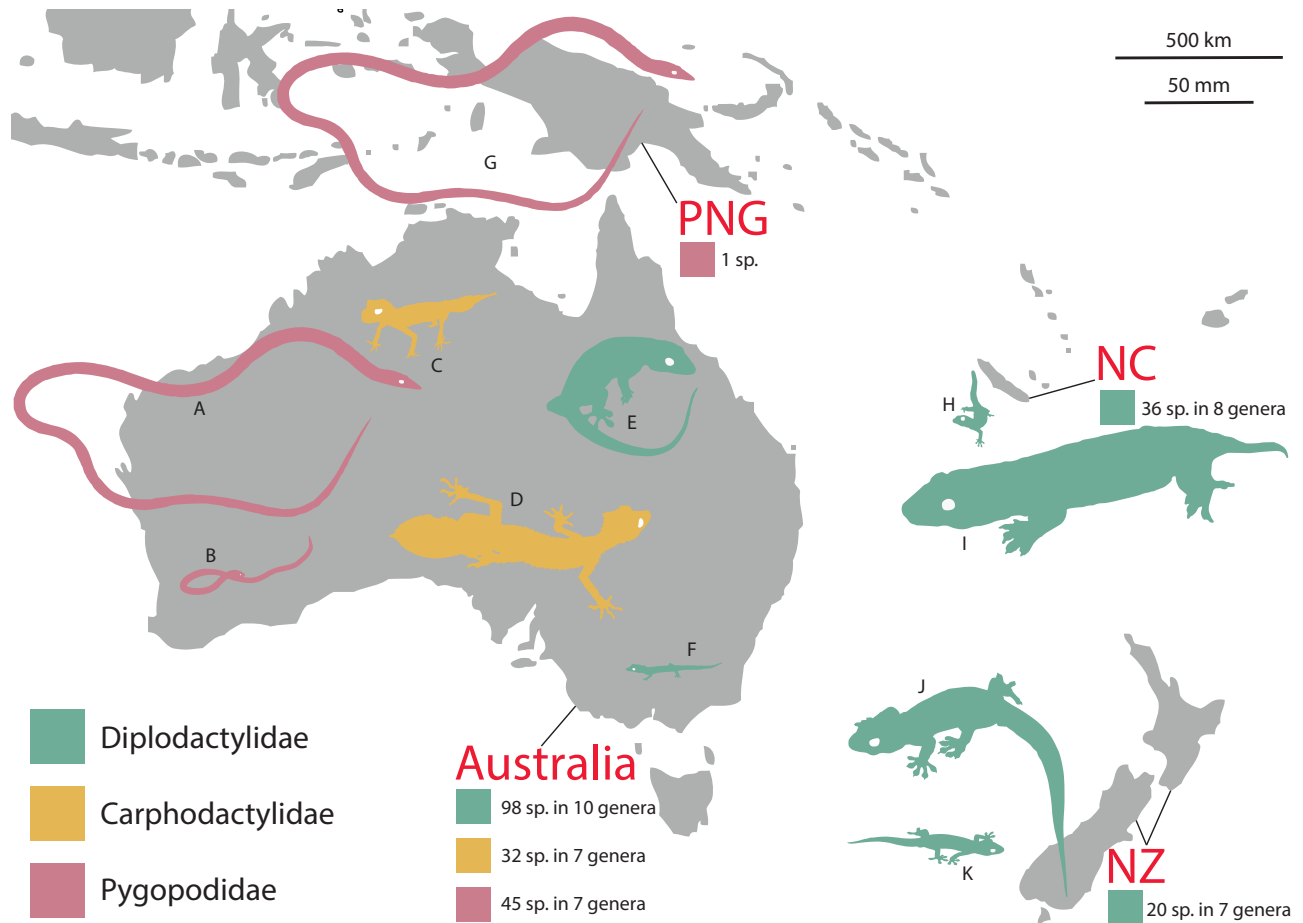 500 km
50 mm
G
PNG
1 sp.
C
A
E
NC
H
36 sp. in 8 genera
D
I
B
F
J
Diplodactylidae
Australia
98 sp. in 10 genera
Carphodactylidae
32 sp. in 7 genera
K
NZ
Pygopodidae
45 sp. in 7 genera
20 sp. in 7 genera